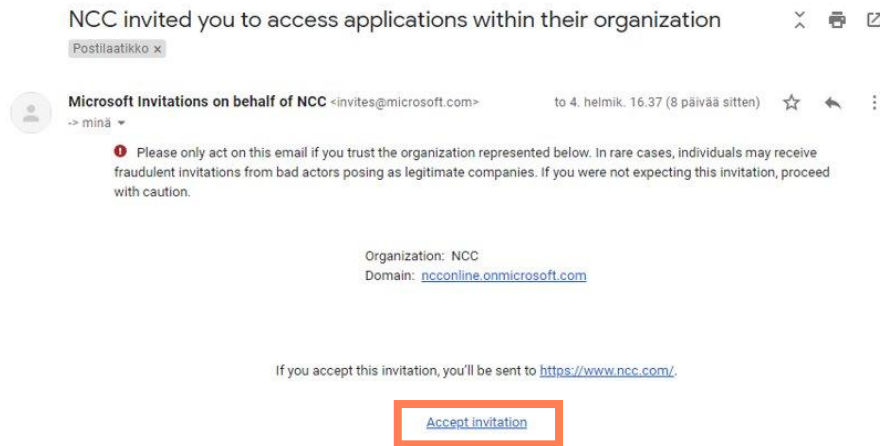 NCC invited you to access applications within their organization
Postilaatikko x
Microsoft Invitations on behalf of NCC <invites@microsoft.com>
to 4. helmik. 16.37 (8 päivää sitten)
-> minä
Please only act on this email if you trust the organization represented below. In rare cases, individuals may receive
fraudulent invitations from bad actors posing as legitimate companies. If you were not expecting this invitation, proceed
with caution.
Organization: NCC
Domain: ncconline.onmicrosoft.com
If you accept this invitation, you'll be sent to https://www.ncc.com/.
Accept invitation